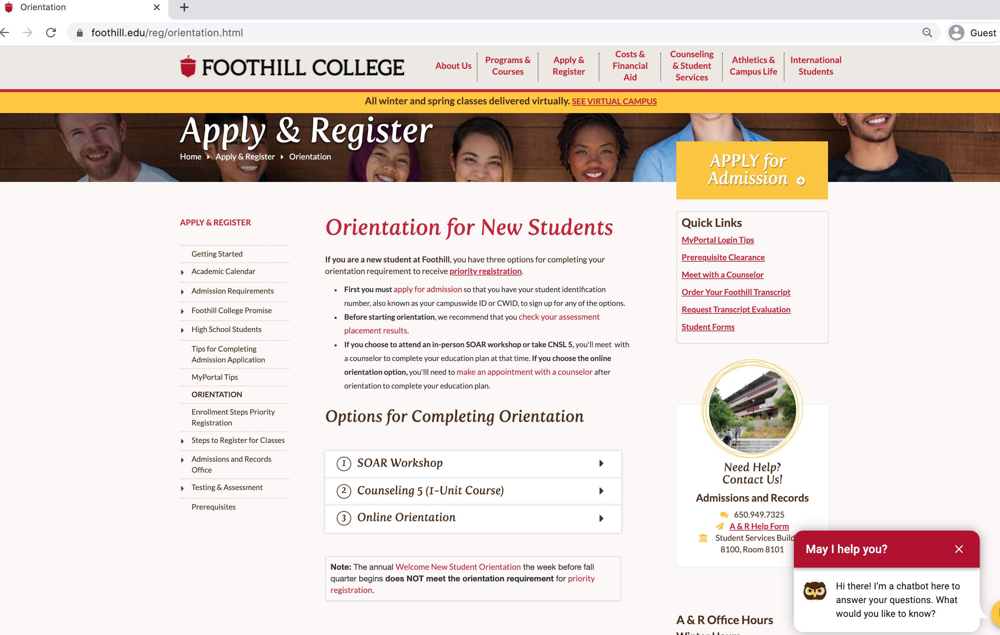 Orientation
foothill.edu/reg/orientation.html
Guest
FOOTHILL COLLEGE
About Us
Programs &
Courses
Apply &
Register
Costs &
Financial
Aid
Counseling
& Student
Services
Athletics &
Campus Life
International
Students
All winter and spring classes delivered virtually. SEE VIRTUAL CAMPUS
Apply & Register
Home Apply & Register Orientation
APPLY for
Admission
APPLY & REGISTER
Getting Started
Academic Calendar
Admission Requirements
Foothill College Promise
High School Students
Tips for Completing
Admission Application
MyPortal Tips
ORIENTATION
Enrollment Steps Priority
Registration
Steps to Register for Classes
Admissions and Records
Office
Testing & Assessment
Prerequisites
Orientation for New Students
If you are a new student at Foothill, you have three options for completing your
orientation requirement to receive priority registration.
• First you must apply for admission so that you have your student identification
number, also known as your campuswide ID or CWID, to sign up for any of the options.
• Before starting orientation, we recommend that you check your assessment
placement results.
• If you choose to attend an in-person SOAR workshop or take CNSL 5, you'll meet with
a counselor to complete your education plan at that time. If you choose the online
orientation option, you'lll need to make an appointment with a counselor after
orientation to complete your education plan.
Options for Completing Orientation
1 SOAR Workshop
2 Counseling 5 (1-Unit Course)
3 Online Orientation
Note: The annual Welcome New Student Orientation the week before fall
quarter begins does NOT meet the orientation requirement for priority
registration.
Quick Links
MyPortal Login Tips
Prerequisite Clearance
Meet with a Counselor
Order Your Foothill Transcript
Request Transcript Evaluation
Student Forms
Need Help?
Contact Us!
Admissions and Records
650.949.7325
A & R Help Form
Student Services Build
8100, Room 8101
A & R Office Hours
Winter Hours
May I help you?
Hi there! I'm a chatbot here to
answer your questions. What
would you like to know?